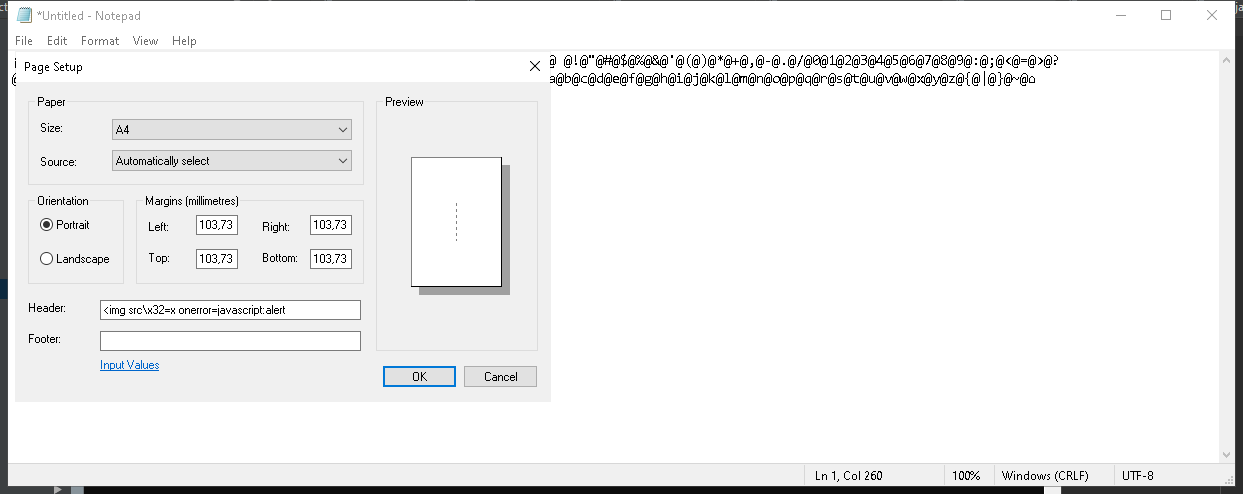 *Untitled - Notepad
File Edit Format View Help
@ @!@"@#@$@%@&@'@(@)@*@+@,@-@.@/@0@1@2@3@4@5@6@7@8@9@:@;@<@=@>@?
a@b@c@d@e@f@g@h@i@j@k@l@m@n@o@p@q@r@s@t@u@v@w@x@y@z@{@|@}@~@⌂
Page Setup
Paper
Size: A4
Source: Automatically select
Orientation
Portrait
Landscape
Margins (millimetres)
Left: 103,73 Right: 103,73
Top: 103,73 Bottom: 103,73
Header: <img src\x32=x onerror=javascript:alert
Footer:
Input Values
Preview
OK Cancel
Ln 1, Col 260 100% Windows (CRLF) UTF-8